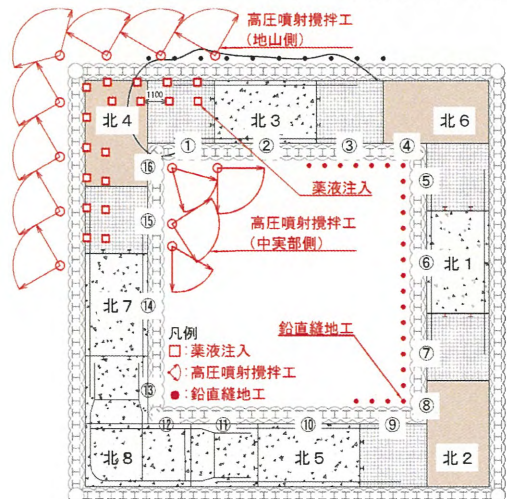 高圧噴射攪拌工
(地山側)
北4
1100
北3
北6
①
②
③
④
⑯
⑤
薬液注入
⑮
高圧噴射攪拌工
(中実部側)
⑥
北1
北7
⑭
鉛直縫地工
凡例
:薬液注入
:高圧噴射攪拌工
:鉛直縫地工
⑦
⑬
⑧
⑫
⑪
⑩
⑨
北8
北5
北2